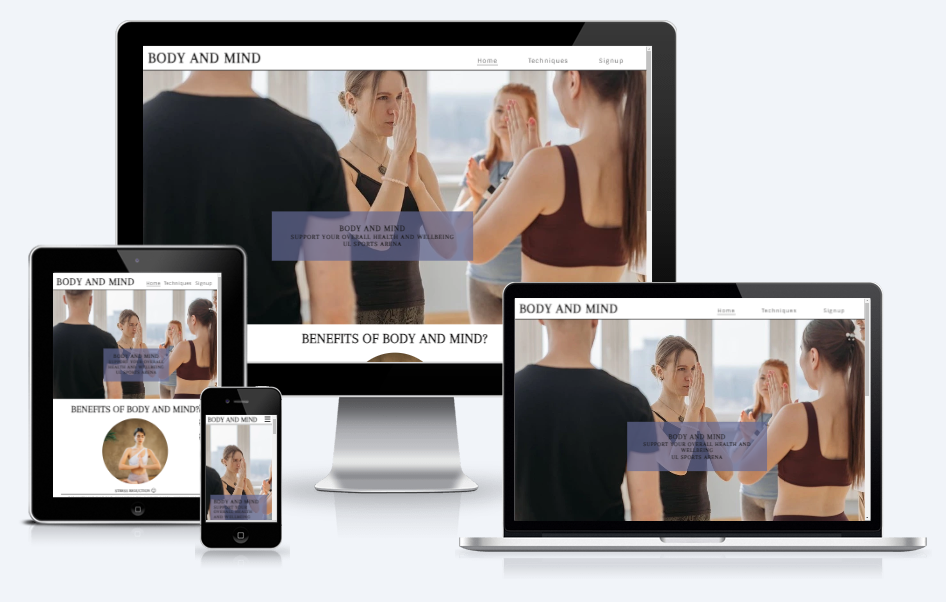 BODY AND MIND
Home Techniques Signup
BODY AND MIND
SUPPORT YOUR OVERALL HEALTH AND WELLBEING
UL SPORTS ARENA
BENEFITS OF BODY AND MIND?
BODY AND MIND
Home Techniques Signup
BODY AND MIND
SUPPORT YOUR OVERALL
HEALTH AND WELLBEING
UL SPORTS ARENA
BENEFITS OF BODY AND MIND?
STRESS REDUCTION
BODY AND MIND
BODY AND MIND
SUPPORT YOUR
OVERALL HEALTH
AND WELLBEING
BODY AND MIND
Home Techniques Signup
BODY AND MIND
SUPPORT YOUR OVERALL HEALTH AND
WELLBEING
UL SPORTS ARENA